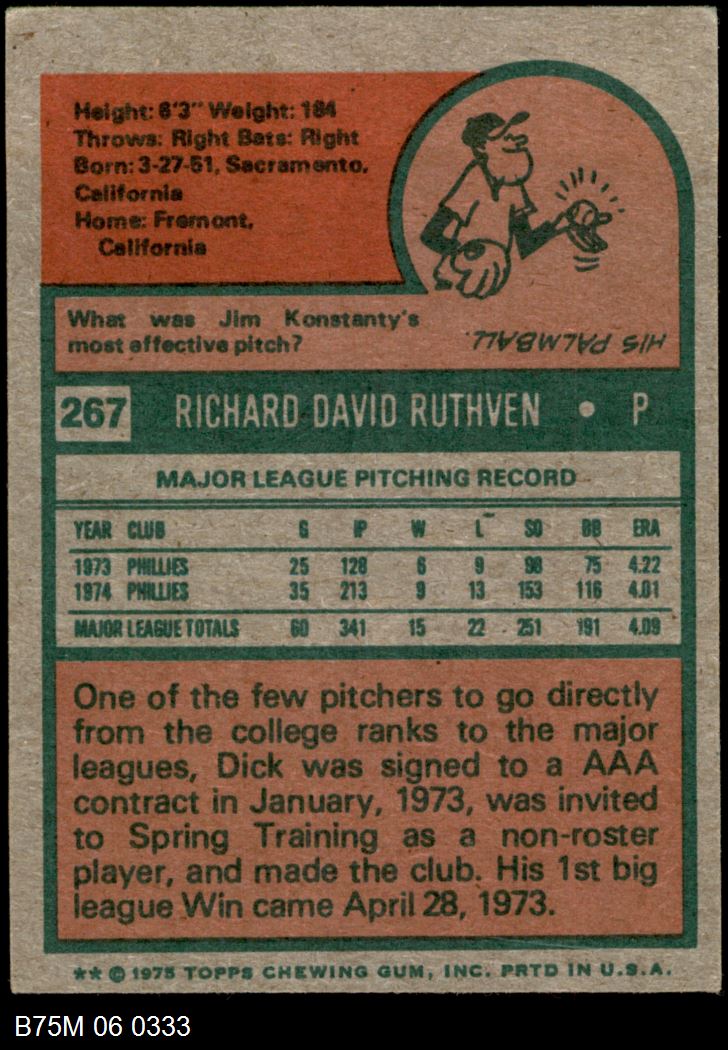 Height: 6'3" Weight: 184
Throws: Right Bats: Right
Born: 3-27-51, Sacramento,
California
Home: Fremont,
California
What was Jim Konstanty's
most effective pitch?
HIS PALMBALL.
267 RICHARD DAVID RUTHVEN • P
MAJOR LEAGUE PITCHING RECORD
YEAR CLUB G IP W L SO BB ERA
1973 PHILLIES 25 128 6 9 98 75 4.22
1974 PHILLIES 35 213 9 13 153 116 4.01
MAJOR LEAGUE TOTALS 60 341 15 22 251 191 4.09
One of the few pitchers to go directly
from the college ranks to the major
leagues, Dick was signed to a AAA
contract in January, 1973, was invited
to Spring Training as a non-roster
player, and made the club. His 1st big
league Win came April 28, 1973.
** © 1975 TOPPS CHEWING GUM, INC. PRTD IN U.S.A.
B75M 06 0333